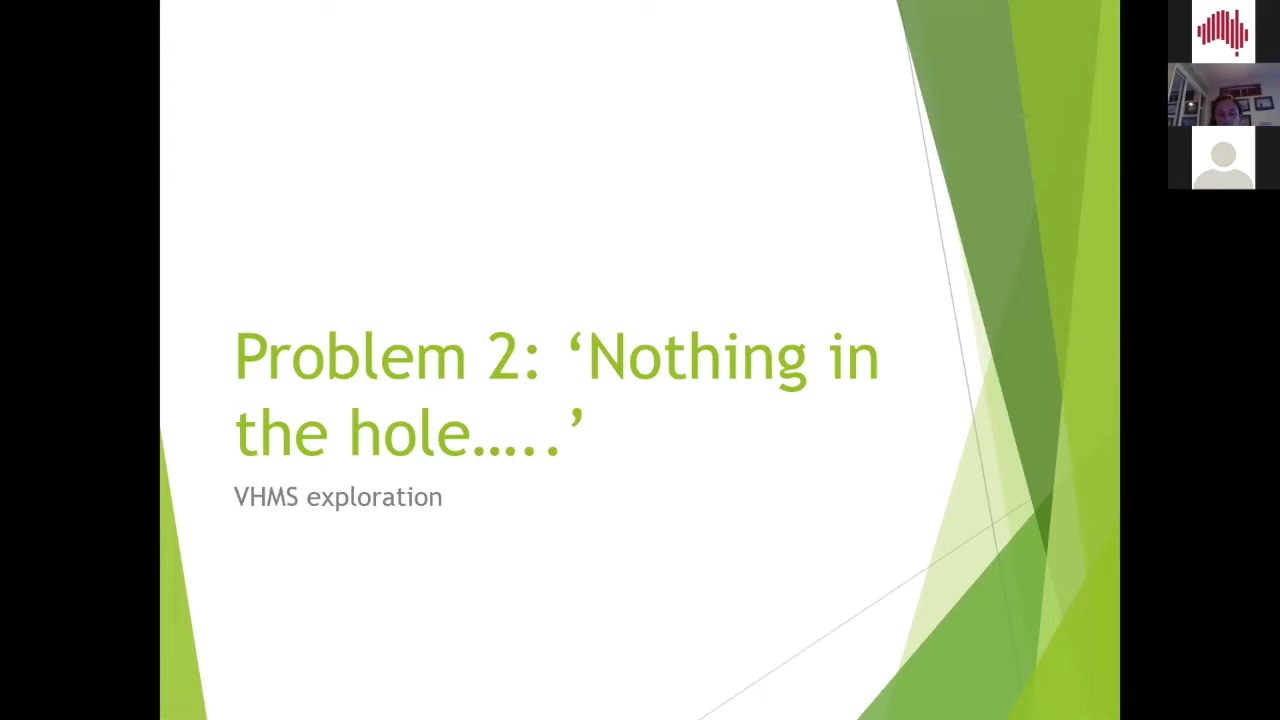 Problem 2: ‘Nothing in
the hole…..’
VHMS exploration